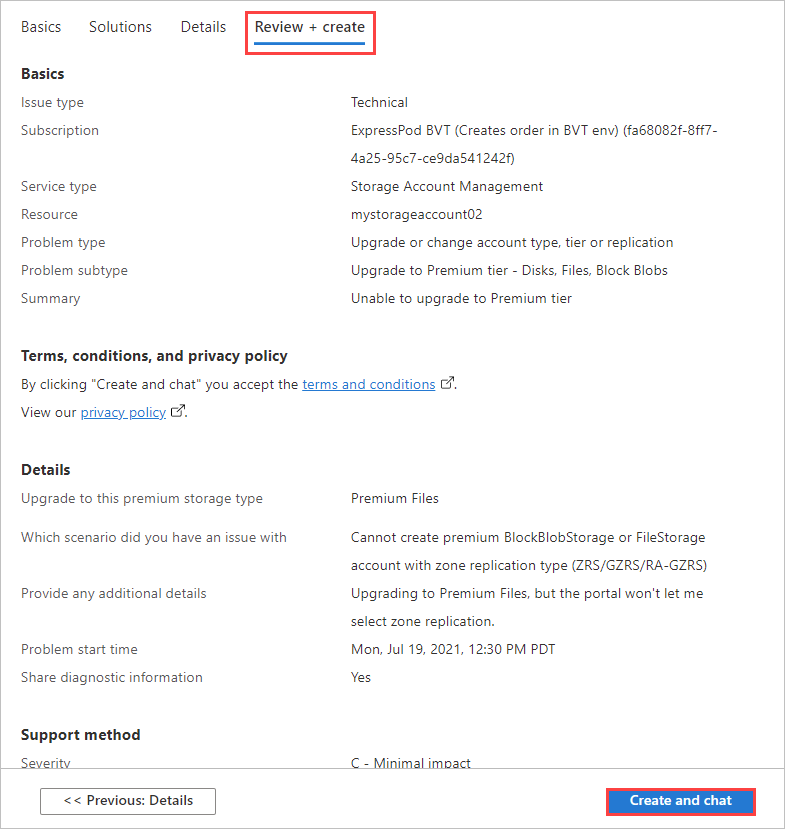 Basics Solutions Details Review + create
Basics
Issue type Technical
Subscription ExpressPod BVT (Creates order in BVT env) (fa68082f-8ff7-
4a25-95c7-ce9da541242f)
Service type Storage Account Management
Resource mystorageaccount02
Problem type Upgrade or change account type, tier or replication
Problem subtype Upgrade to Premium tier - Disks, Files, Block Blobs
Summary Unable to upgrade to Premium tier
Terms, conditions, and privacy policy
By clicking "Create and chat" you accept the terms and conditions.
View our privacy policy.
Details
Upgrade to this premium storage type Premium Files
Which scenario did you have an issue with Cannot create premium BlockBlobStorage or FileStorage
account with zone replication type (ZRS/GZRS/RA-GZRS)
Provide any additional details Upgrading to Premium Files, but the portal won't let me
select zone replication.
Problem start time Mon, Jul 19, 2021, 12:30 PM PDT
Share diagnostic information Yes
Support method
Severity C - Minimal impact
<< Previous: Details Create and chat